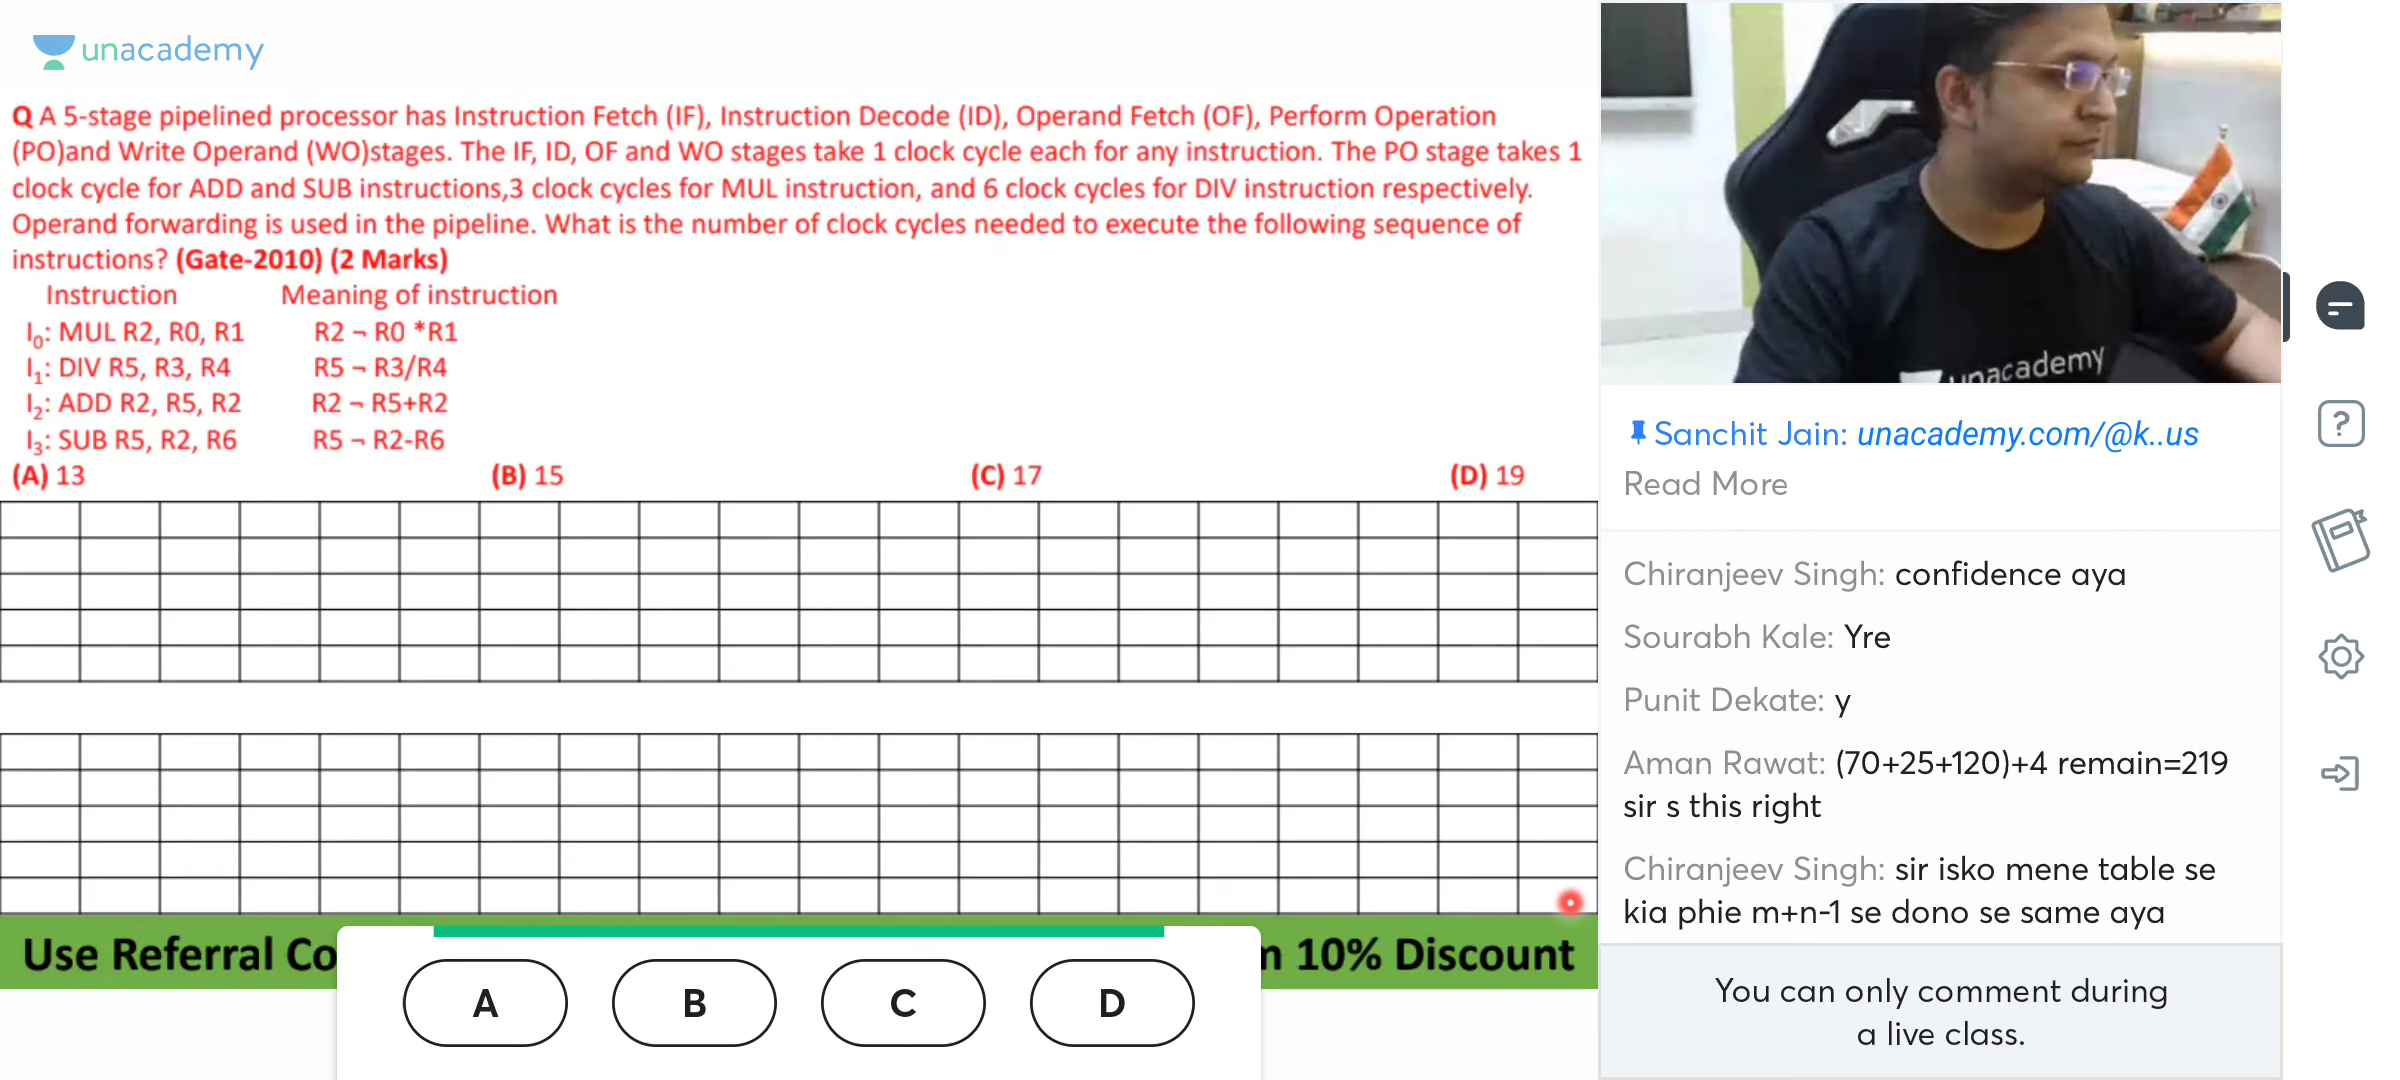 unacademy
Q A 5-stage pipelined processor has Instruction Fetch (IF), Instruction Decode (ID), Operand Fetch (OF), Perform Operation
(PO)and Write Operand (WO)stages. The IF, ID, OF and WO stages take 1 clock cycle each for any instruction. The PO stage takes 1
clock cycle for ADD and SUB instructions,3 clock cycles for MUL instruction, and 6 clock cycles for DIV instruction respectively.
Operand forwarding is used in the pipeline. What is the number of clock cycles needed to execute the following sequence of
instructions? (Gate-2010) (2 Marks)
Instruction Meaning of instruction
I₀: MUL R2, R0, R1 R2 ¬ R0 *R1
I₁: DIV R5, R3, R4 R5 ¬ R3/R4
I₂: ADD R2, R5, R2 R2 ¬ R5+R2
I₃: SUB R5, R2, R6 R5 ¬ R2-R6
(A) 13 (B) 15 (C) 17 (D) 19
Use Referral Co
10% Discount
A B C D
unacademy
Sanchit Jain: unacademy.com/@k..us
Read More
Chiranjeev Singh: confidence aya
Sourabh Kale: Yre
Punit Dekate: y
Aman Rawat: (70+25+120)+4 remain=219
sir s this right
Chiranjeev Singh: sir isko mene table se
kia phie m+n-1 se dono se same aya
You can only comment during
a live class.
?